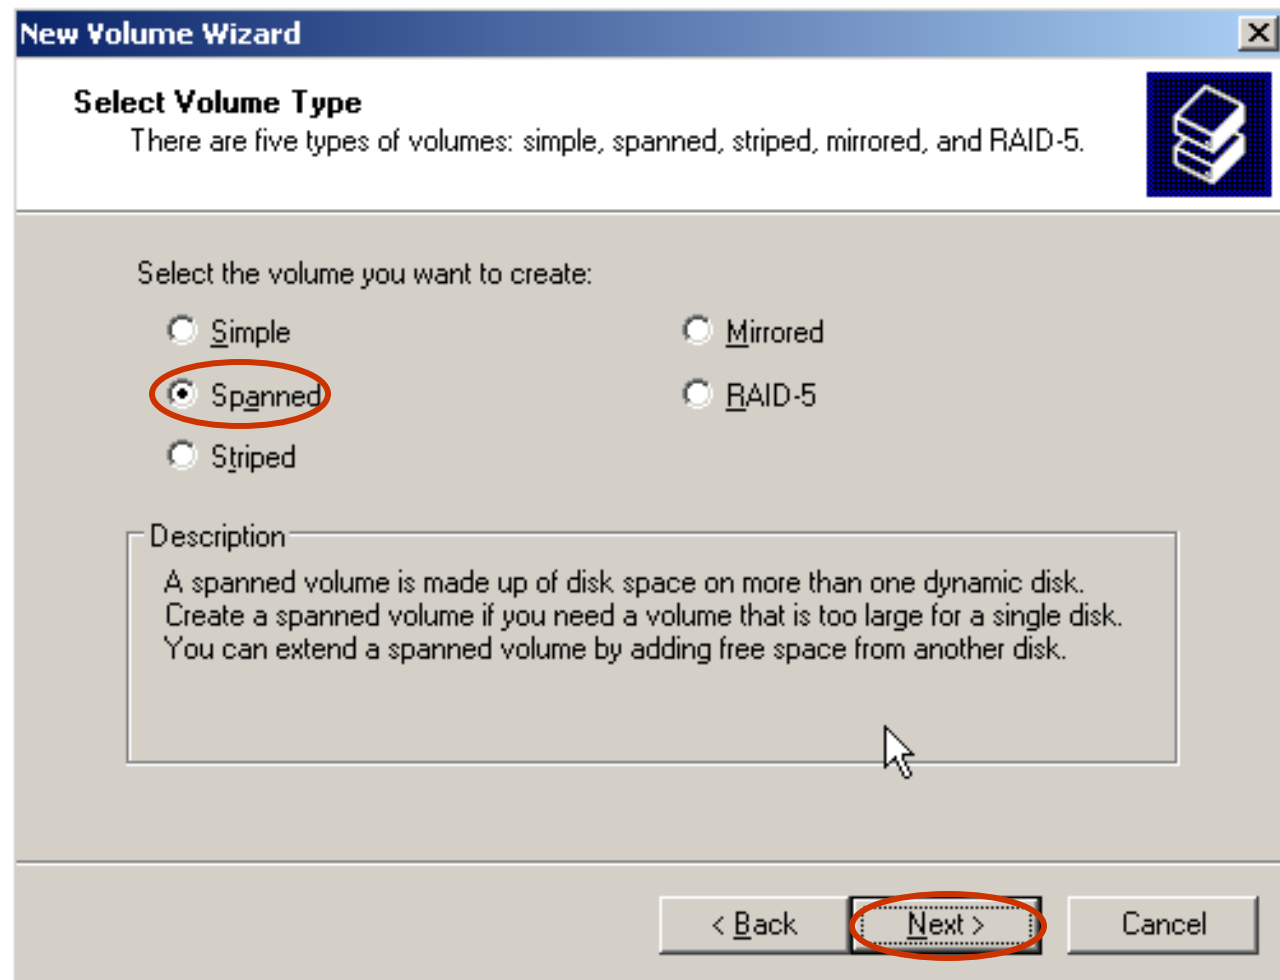 New Volume Wizard
Select Volume Type
There are five types of volumes: simple, spanned, striped, mirrored, and RAID-5.
Select the volume you want to create:
Simple
Mirrored
Spanned
RAID-5
Striped
Description
A spanned volume is made up of disk space on more than one dynamic disk.
Create a spanned volume if you need a volume that is too large for a single disk.
You can extend a spanned volume by adding free space from another disk.
< Back
Next >
Cancel